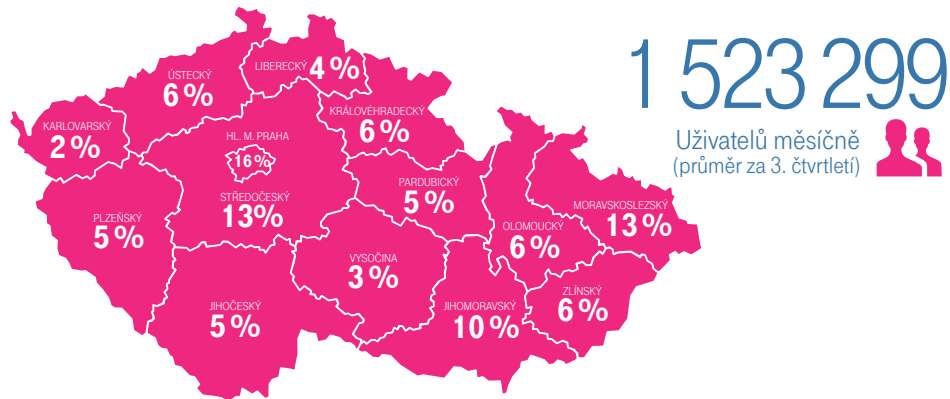 1 523 299
Uživatelů měsíčně
(průměr za 3. čtvrtletí)
LIBERECKÝ 4 %
ÚSTECKÝ
6 %
KRÁLOVÉHRADECKÝ
6 %
KARLOVARSKÝ
2 %
HL. M. PRAHA
16 %
STŘEDOČESKÝ
13%
PARDUBICKÝ
5 %
MORAVSKOSLEZSKÝ
13 %
PLZEŇSKÝ
5 %
OLOMOUCKÝ
6 %
VYSOČINA
3 %
ZLÍNSKÝ
6 %
JIHOČESKÝ
5 %
JIHOMORAVSKÝ
10 %